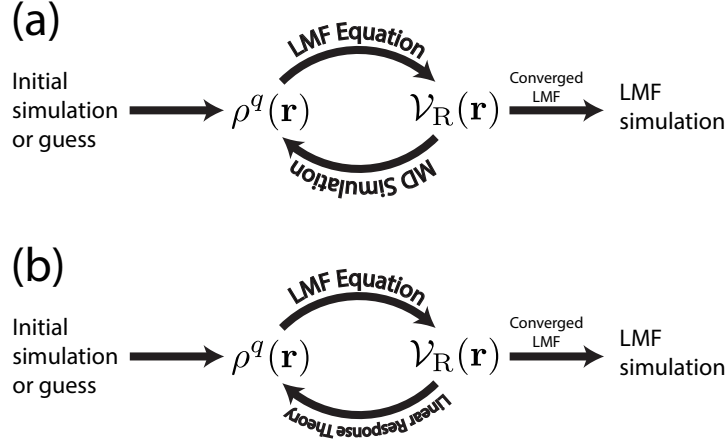 (a)
Initial
simulation
or guess
LMF Equation
ρ^q(r)
𝒱_R(r)
MD Simulation
Converged
LMF
LMF
simulation
(b)
Initial
simulation
or guess
LMF Equation
ρ^q(r)
𝒱_R(r)
Linear Response Theory
Converged
LMF
LMF
simulation